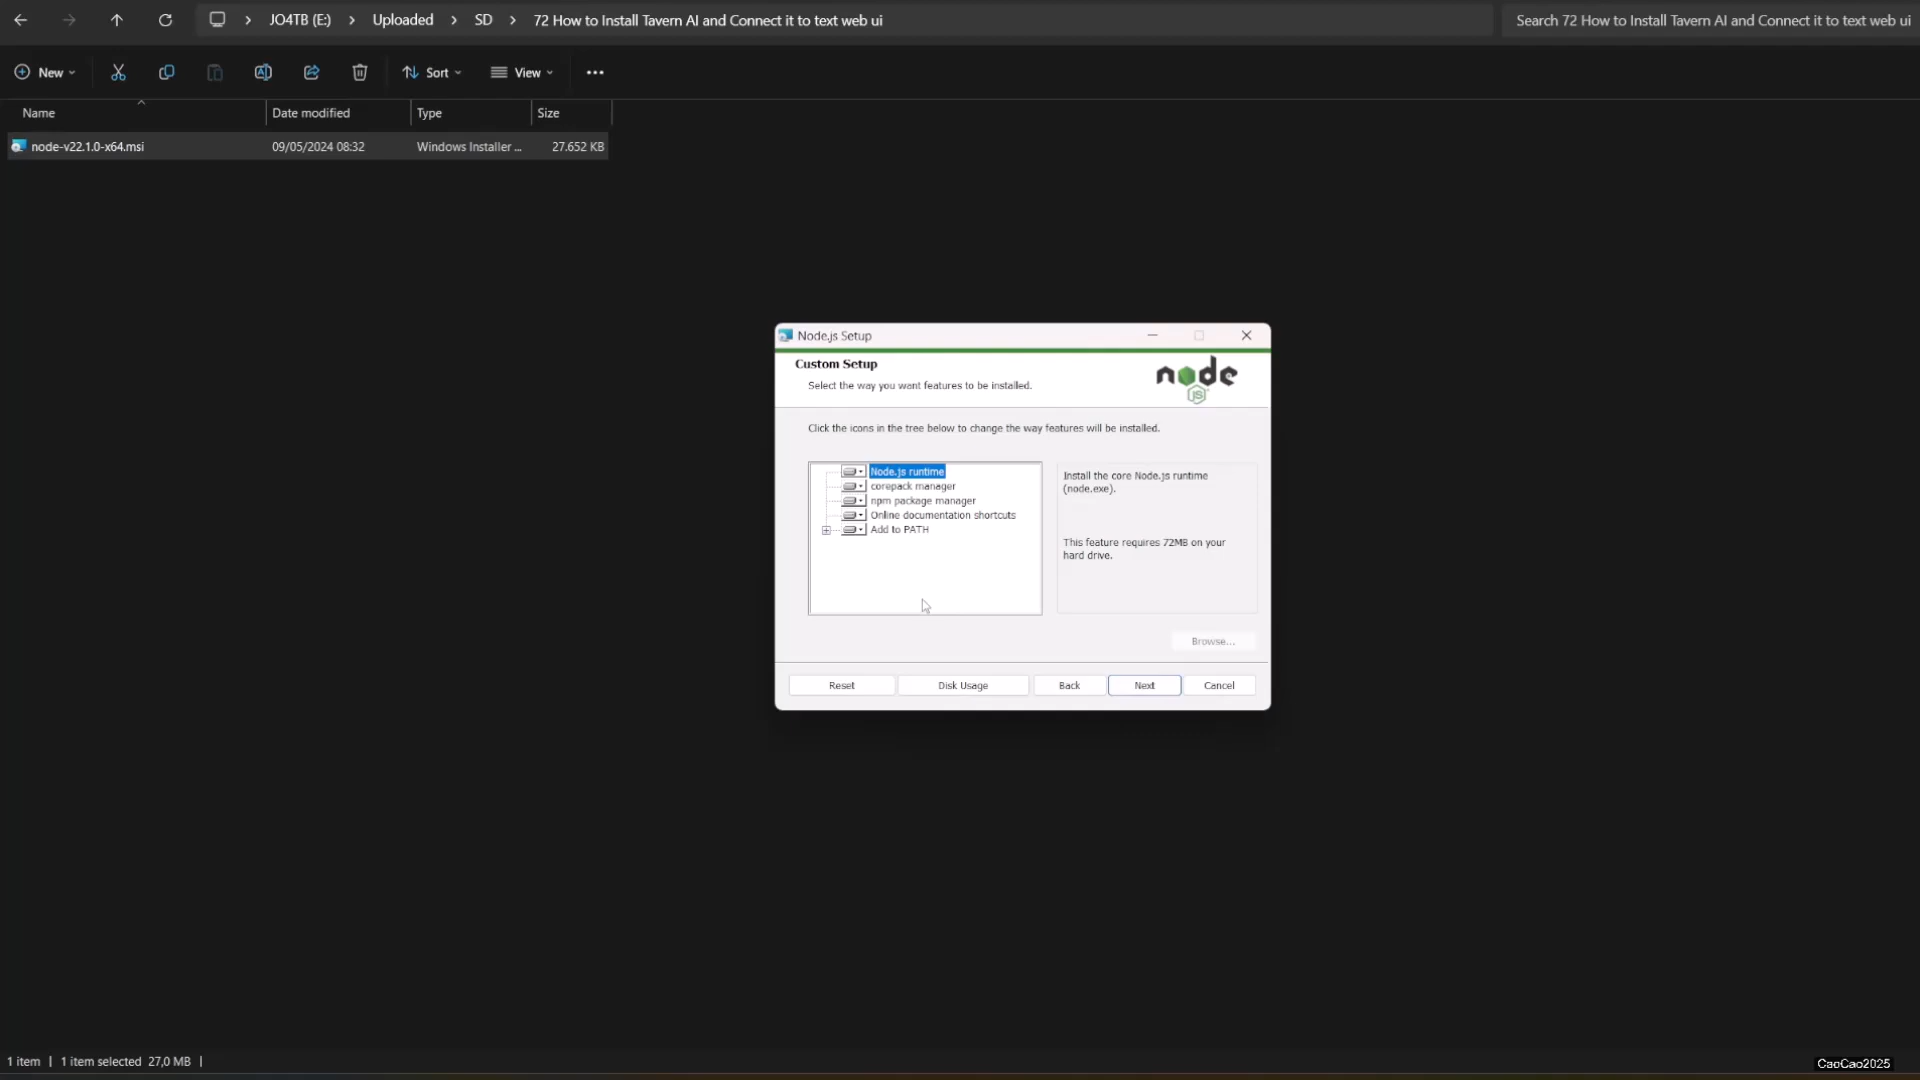 JO4TB (E:) > Uploaded > SD > 72 How to Install Tavern AI and Connect it to text web ui
Search 72 How to Install Tavern AI and Connect it to text web ui
New
Sort
View
Name
Date modified
Type
Size
node-v22.1.0-x64.msi
09/05/2024 08:32
Windows Installer ...
27.652 KB
Node.js Setup
Custom Setup
Select the way you want features to be installed.
node
JS
Click the icons in the tree below to change the way features will be installed.
Node.js runtime
corepack manager
npm package manager
Online documentation shortcuts
Add to PATH
Install the core Node.js runtime
(node.exe).
This feature requires 72MB on your
hard drive.
Browse...
Reset
Disk Usage
Back
Next
Cancel
1 item | 1 item selected 27,0 MB |
CaoCao2025